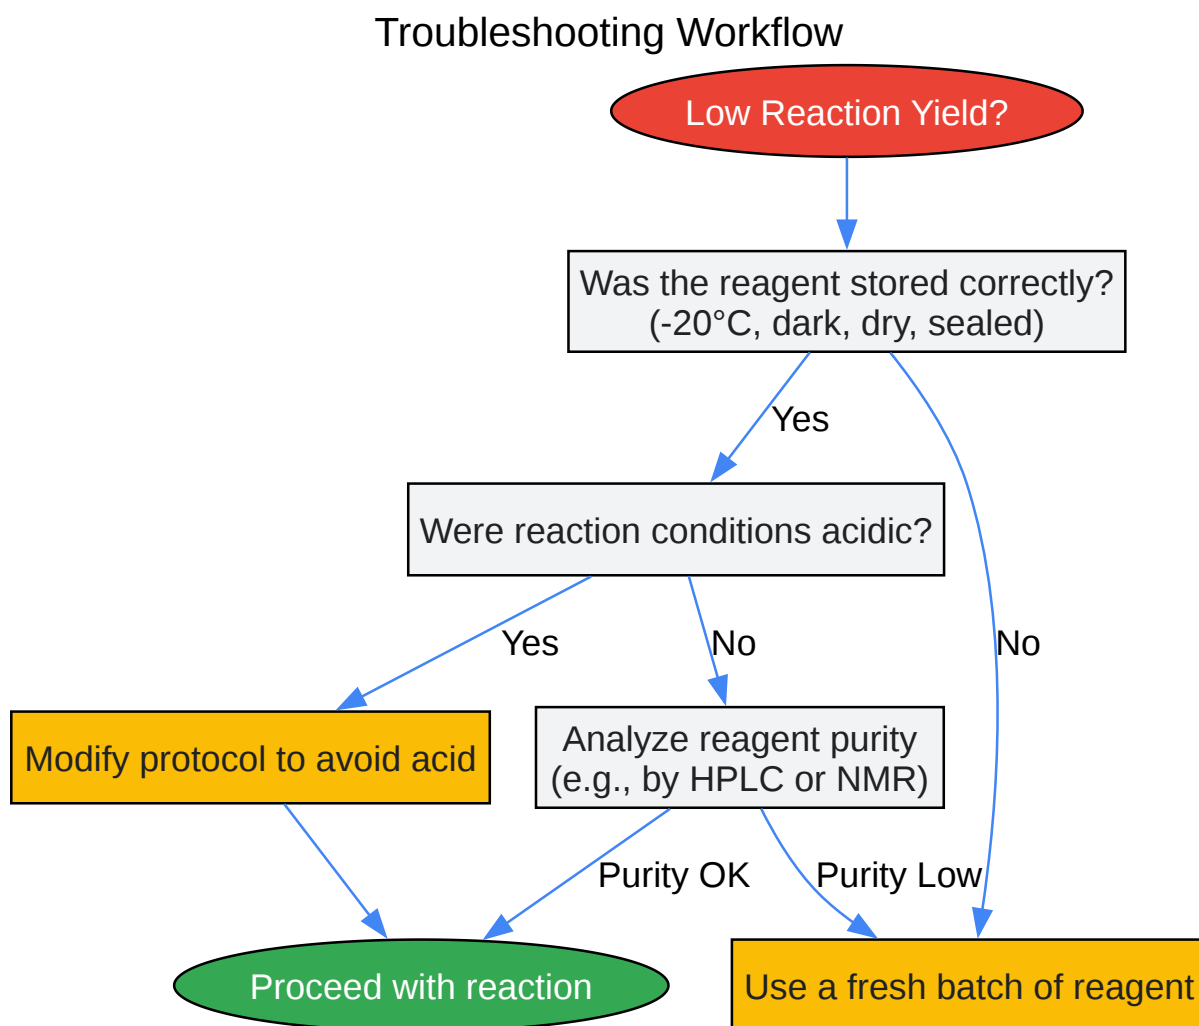 Troubleshooting Workflow
Low Reaction Yield?
Was the reagent stored correctly?
(-20°C, dark, dry, sealed)
Yes
Were reaction conditions acidic?
Yes
No
No
Modify protocol to avoid acid
Analyze reagent purity
(e.g., by HPLC or NMR)
Purity OK
Purity Low
Proceed with reaction
Use a fresh batch of reagent